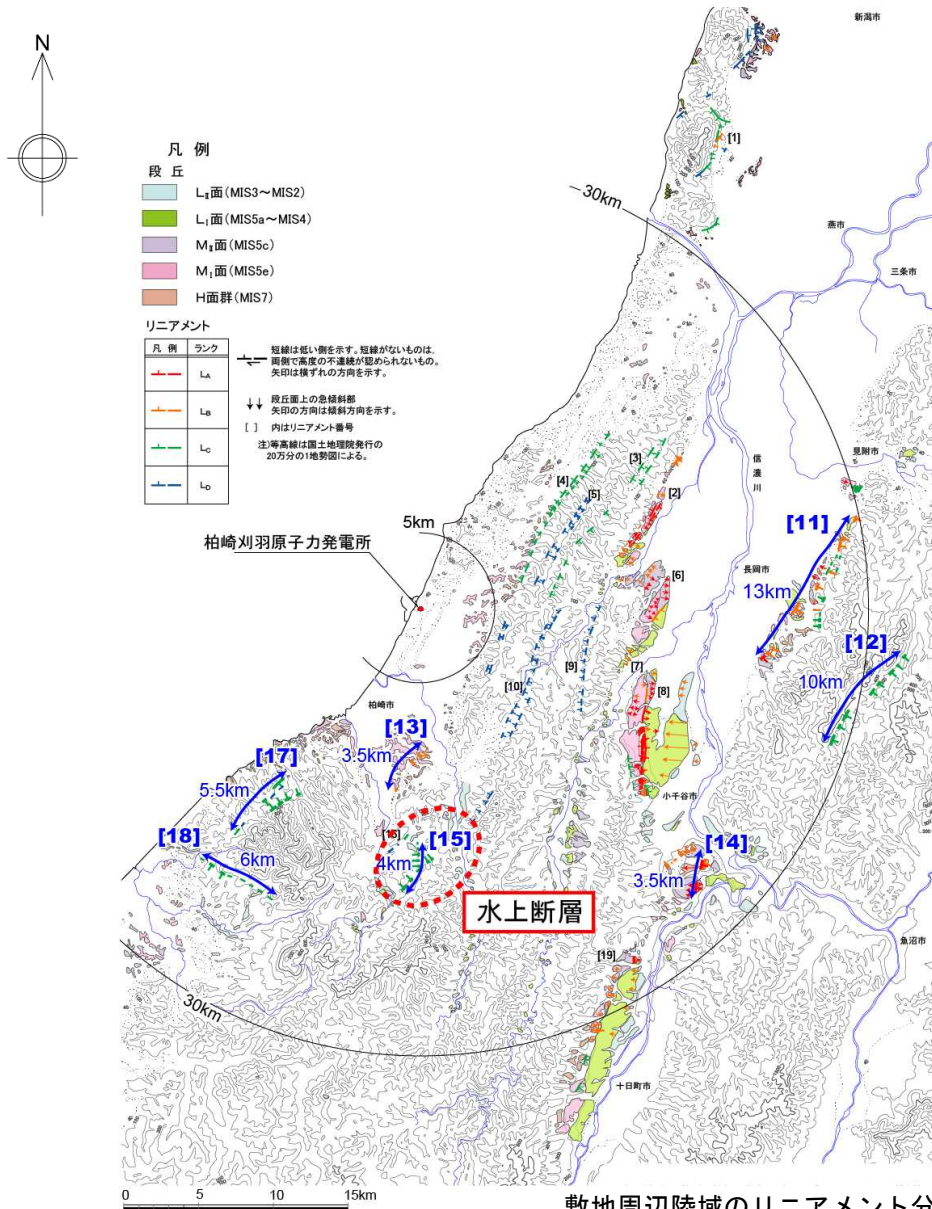 N
凡例
段丘
LⅡ面(MIS3～MIS2)
LⅠ面(MIS5a～MIS4)
MⅡ面(MIS5c)
MⅠ面(MIS5e)
H面群(MIS7)
リニアメント
凡例 ランク
LA
LB
LC
LD
短線は低い側を示す。短線がないものは、
両側で高度の不連続が認められないもの。
矢印は横ずれの方向を示す。
段丘面上の急傾斜部
矢印の方向は傾斜方向を示す。
[ ] 内はリニアメント番号
注)等高線は国土地理院発行の
20万分の1地勢図による。
新潟市
[1]
30km
燕市
三条市
見附市
信濃川
[3]
[4]
[5]
[2]
5km
柏崎刈羽原子力発電所
[11]
長岡市
13km
[6]
[12]
10km
[7]
[9]
[8]
[10]
柏崎市
[13]
3.5km
[17]
5.5km
小千谷市
[18]
6km
[16]
[15]
4km
[14]
3.5km
水上断層
魚沼市
[19]
30km
十日町市
0 5 10 15km
敷地周辺陸域のリニアメント分